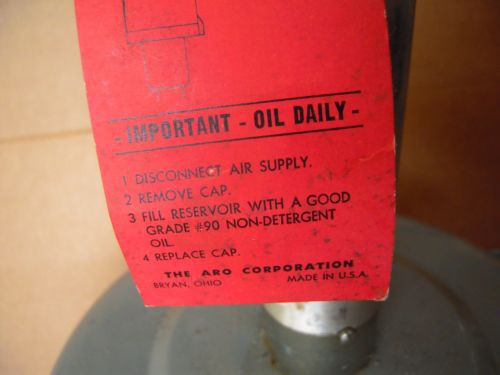 - IMPORTANT - OIL DAILY -
1 DISCONNECT AIR SUPPLY.
2 REMOVE CAP.
3 FILL RESERVOIR WITH A GOOD
GRADE #90 NON-DETERGENT
OIL.
4 REPLACE CAP.
THE ARO CORPORATION
BRYAN, OHIO MADE IN U.S.A.